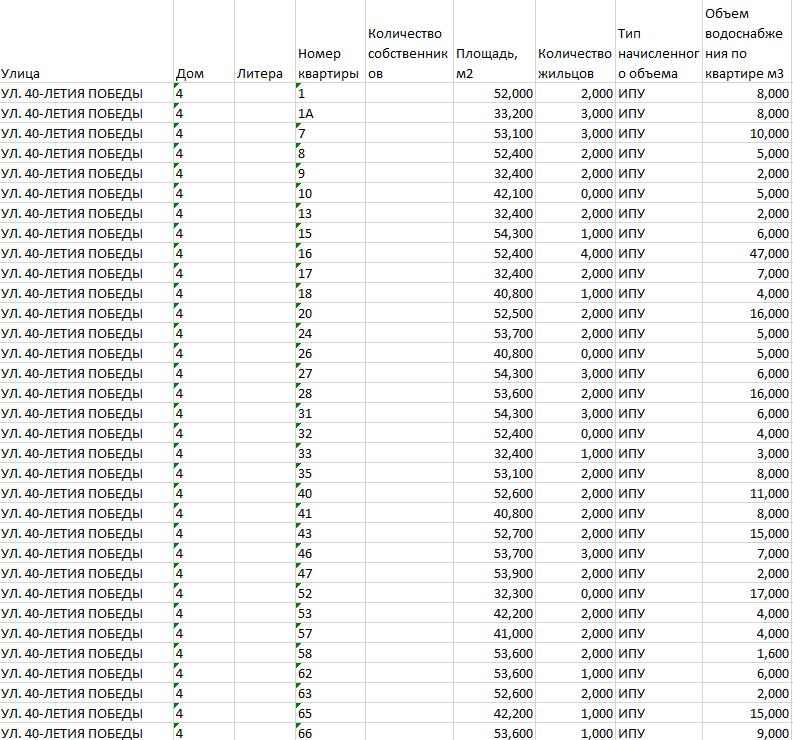 Улица Дом Литера Номер квартиры Количество собственников Площадь, м2 Количество жильцов Тип начисленного объема Объем водоснабжения по квартире м3
УЛ. 40-ЛЕТИЯ ПОБЕДЫ 4 1 52,000 2,000 ИПУ 8,000
УЛ. 40-ЛЕТИЯ ПОБЕДЫ 4 1А 33,200 3,000 ИПУ 8,000
УЛ. 40-ЛЕТИЯ ПОБЕДЫ 4 7 53,100 3,000 ИПУ 10,000
УЛ. 40-ЛЕТИЯ ПОБЕДЫ 4 8 52,400 2,000 ИПУ 5,000
УЛ. 40-ЛЕТИЯ ПОБЕДЫ 4 9 32,400 2,000 ИПУ 2,000
УЛ. 40-ЛЕТИЯ ПОБЕДЫ 4 10 42,100 0,000 ИПУ 5,000
УЛ. 40-ЛЕТИЯ ПОБЕДЫ 4 13 32,400 2,000 ИПУ 2,000
УЛ. 40-ЛЕТИЯ ПОБЕДЫ 4 15 54,300 1,000 ИПУ 6,000
УЛ. 40-ЛЕТИЯ ПОБЕДЫ 4 16 52,400 4,000 ИПУ 47,000
УЛ. 40-ЛЕТИЯ ПОБЕДЫ 4 17 32,400 2,000 ИПУ 7,000
УЛ. 40-ЛЕТИЯ ПОБЕДЫ 4 18 40,800 1,000 ИПУ 4,000
УЛ. 40-ЛЕТИЯ ПОБЕДЫ 4 20 52,500 2,000 ИПУ 16,000
УЛ. 40-ЛЕТИЯ ПОБЕДЫ 4 24 53,700 2,000 ИПУ 5,000
УЛ. 40-ЛЕТИЯ ПОБЕДЫ 4 26 40,800 0,000 ИПУ 5,000
УЛ. 40-ЛЕТИЯ ПОБЕДЫ 4 27 54,300 3,000 ИПУ 6,000
УЛ. 40-ЛЕТИЯ ПОБЕДЫ 4 28 53,600 2,000 ИПУ 16,000
УЛ. 40-ЛЕТИЯ ПОБЕДЫ 4 31 54,300 3,000 ИПУ 6,000
УЛ. 40-ЛЕТИЯ ПОБЕДЫ 4 32 52,400 0,000 ИПУ 4,000
УЛ. 40-ЛЕТИЯ ПОБЕДЫ 4 33 32,400 1,000 ИПУ 3,000
УЛ. 40-ЛЕТИЯ ПОБЕДЫ 4 35 53,100 2,000 ИПУ 8,000
УЛ. 40-ЛЕТИЯ ПОБЕДЫ 4 40 52,600 2,000 ИПУ 11,000
УЛ. 40-ЛЕТИЯ ПОБЕДЫ 4 41 40,800 2,000 ИПУ 8,000
УЛ. 40-ЛЕТИЯ ПОБЕДЫ 4 43 52,700 2,000 ИПУ 15,000
УЛ. 40-ЛЕТИЯ ПОБЕДЫ 4 46 53,700 3,000 ИПУ 7,000
УЛ. 40-ЛЕТИЯ ПОБЕДЫ 4 47 53,900 2,000 ИПУ 2,000
УЛ. 40-ЛЕТИЯ ПОБЕДЫ 4 52 32,300 0,000 ИПУ 17,000
УЛ. 40-ЛЕТИЯ ПОБЕДЫ 4 53 42,200 2,000 ИПУ 4,000
УЛ. 40-ЛЕТИЯ ПОБЕДЫ 4 57 41,000 2,000 ИПУ 4,000
УЛ. 40-ЛЕТИЯ ПОБЕДЫ 4 58 53,600 2,000 ИПУ 1,600
УЛ. 40-ЛЕТИЯ ПОБЕДЫ 4 62 53,600 1,000 ИПУ 6,000
УЛ. 40-ЛЕТИЯ ПОБЕДЫ 4 63 52,600 2,000 ИПУ 2,000
УЛ. 40-ЛЕТИЯ ПОБЕДЫ 4 65 42,200 1,000 ИПУ 15,000
УЛ. 40-ЛЕТИЯ ПОБЕДЫ 4 66 53,600 1,000 ИПУ 9,000